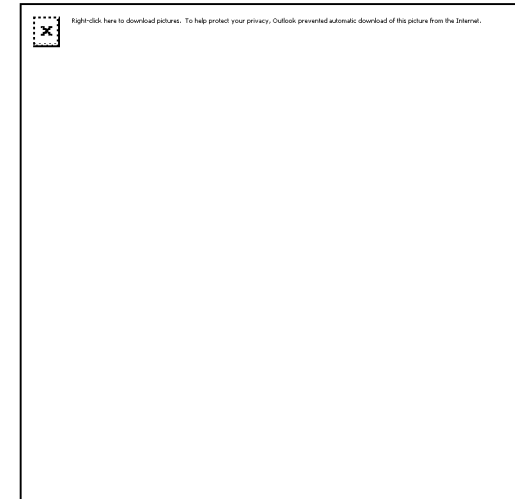 Right-click here to download pictures.  To help protect your privacy, Outlook prevented automatic download of this picture from the Internet.